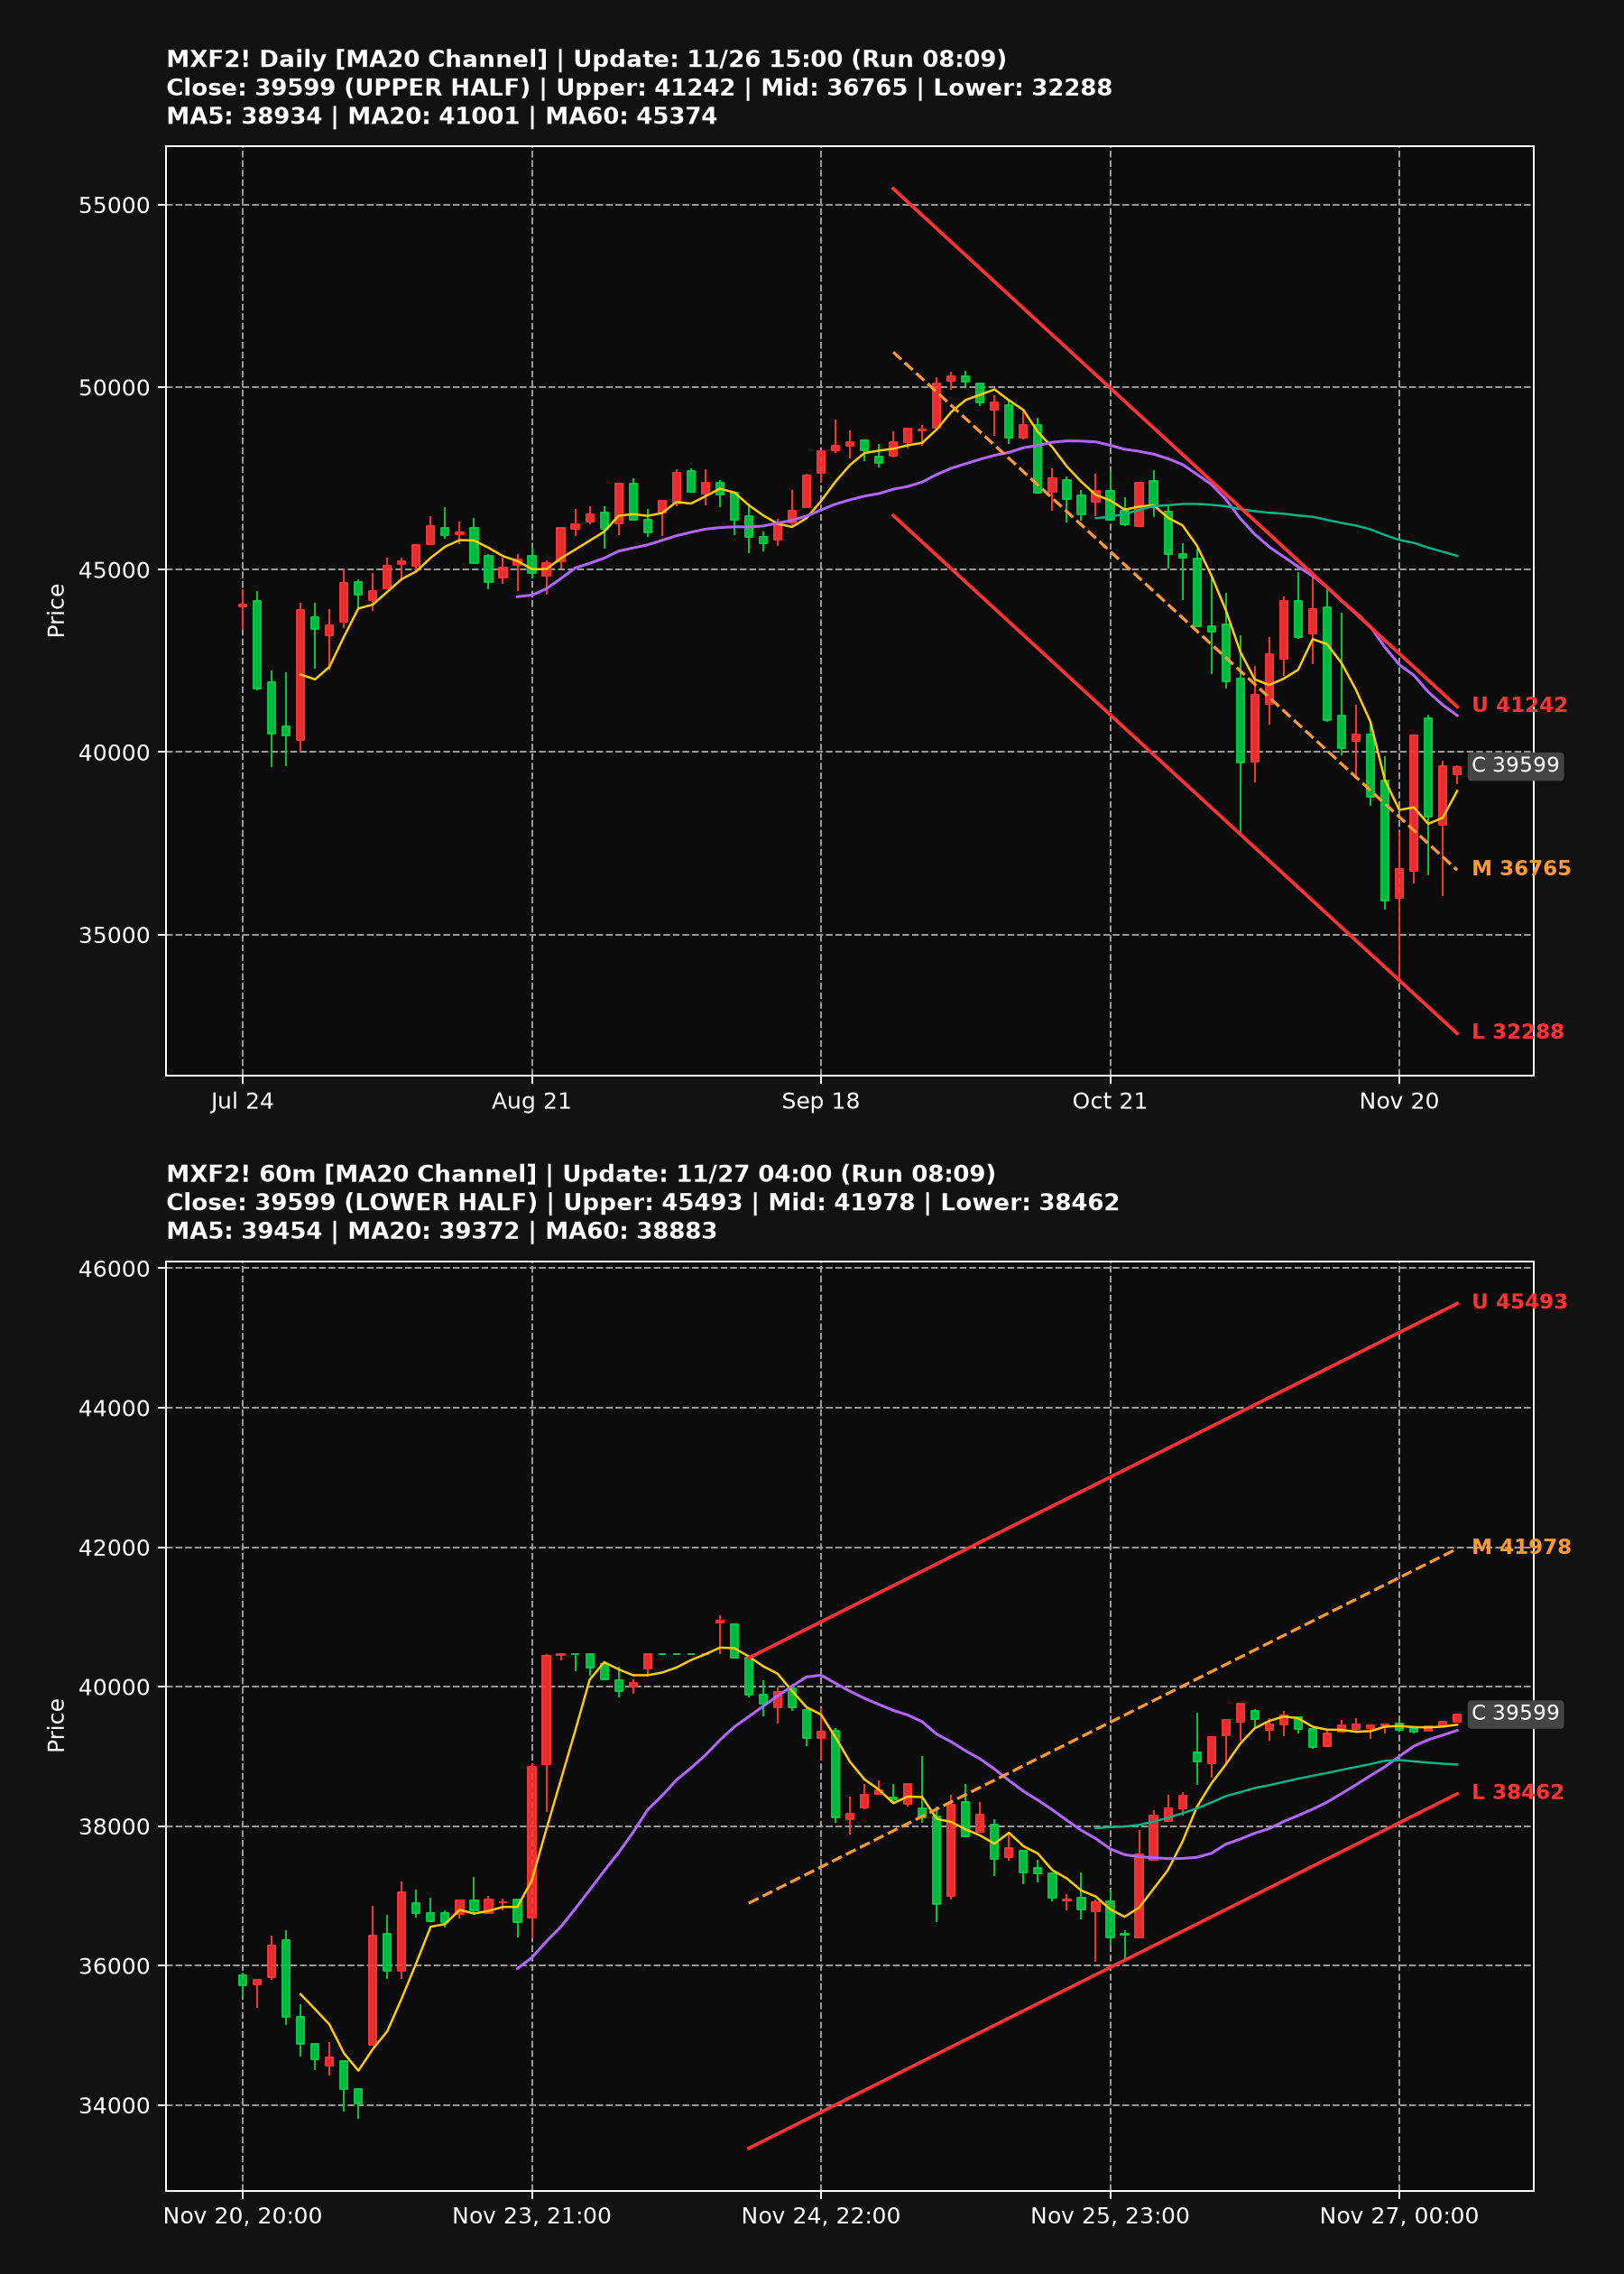 MXF2! Daily [MA20 Channel] | Update: 11/26 15:00 (Run 08:09)
Close: 39599 (UPPER HALF) | Upper: 41242 | Mid: 36765 | Lower: 32288
MA5: 38934 | MA20: 41001 | MA60: 45374
55000
50000
45000
40000
35000
Price
U 41242
C 39599
M 36765
L 32288
Jul 24
Aug 21
Sep 18
Oct 21
Nov 20
MXF2! 60m [MA20 Channel] | Update: 11/27 04:00 (Run 08:09)
Close: 39599 (LOWER HALF) | Upper: 45493 | Mid: 41978 | Lower: 38462
MA5: 39454 | MA20: 39372 | MA60: 38883
46000
44000
42000
40000
38000
36000
34000
Price
U 45493
M 41978
C 39599
L 38462
Nov 20, 20:00
Nov 23, 21:00
Nov 24, 22:00
Nov 25, 23:00
Nov 27, 00:00